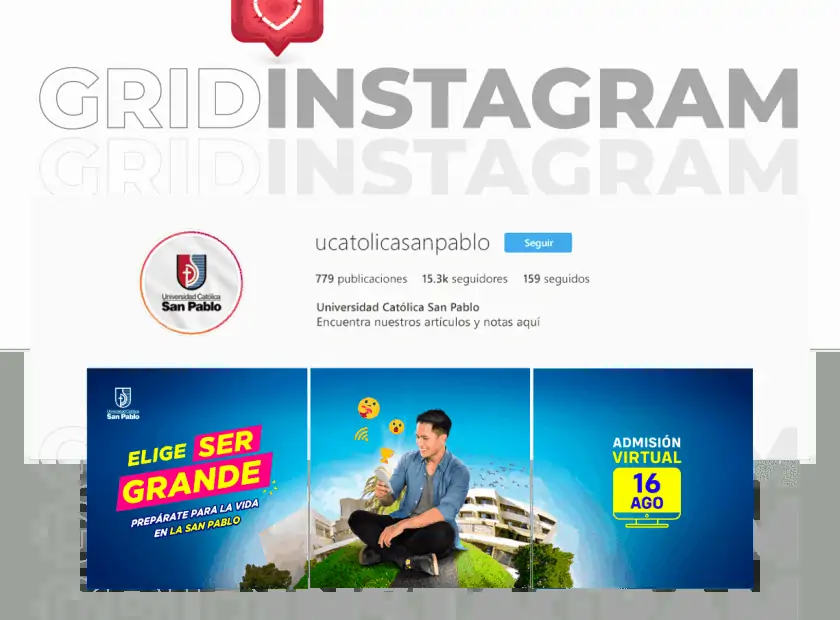 GRIDINSTAGRAM
GRIDINSTAGRAM
ucatolicasanpablo
Seguir
779 publicaciones 15.3k seguidores 159 seguidos
Universidad Católica
San Pablo
Universidad Católica San Pablo
Encuentra nuestros artículos y notas aquí
Universidad Católica
San Pablo
ELIGE SER
GRANDE
PREPÁRATE PARA LA VIDA
EN LA SAN PABLO
ADMISIÓN
VIRTUAL
16
AGO